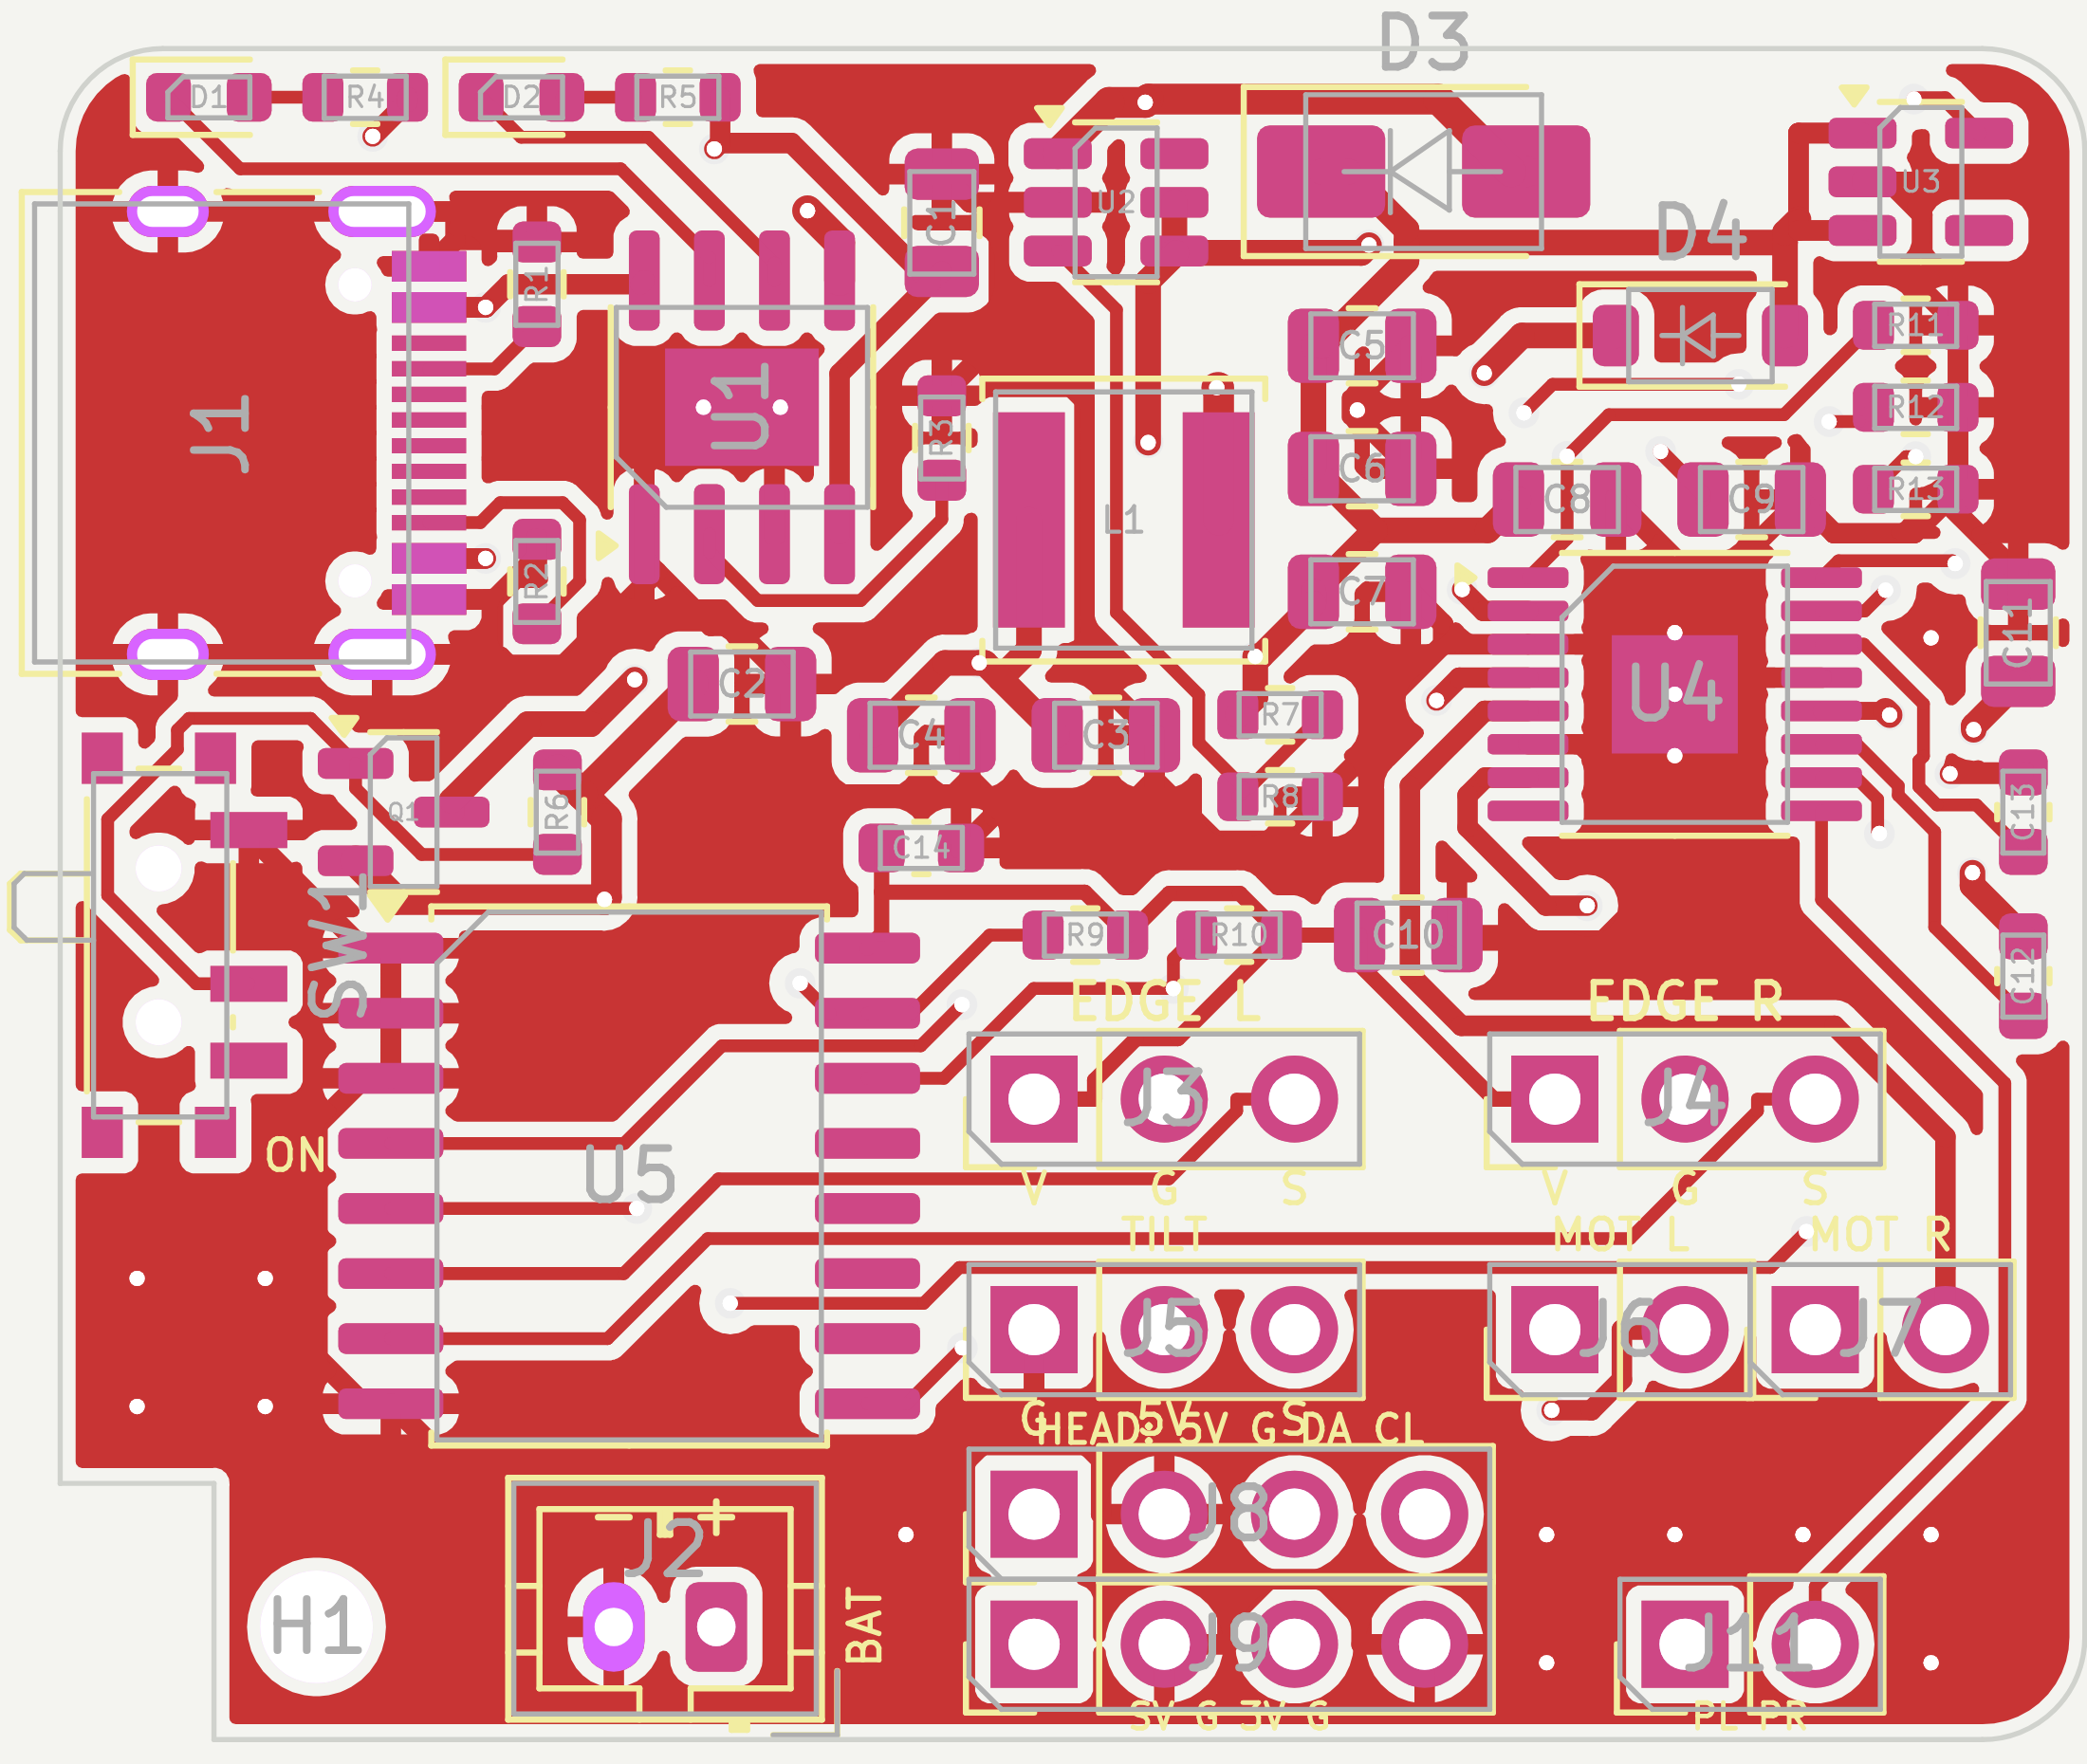 D3
D1 R4 D2 R5
U2 U3
C1 D4
R1
C5 R11
U1
J1 R3 C6 R12
R13
C8 C9
L1
R2 C7
C11
C2 U4
C4 C3 R7
R8
Q1 R6 C13
C14
SW1 R9 R10 C10
C12
EDGE L EDGE R
J3 J4
ON
U5
V G S V G S
TILT MOT L MOT R
J5 J6 J7
G 5V S
HEAD: 5V G DA CL
- +
J2 J8
H1 BAT J9 J11
5V G 3V G PL PR